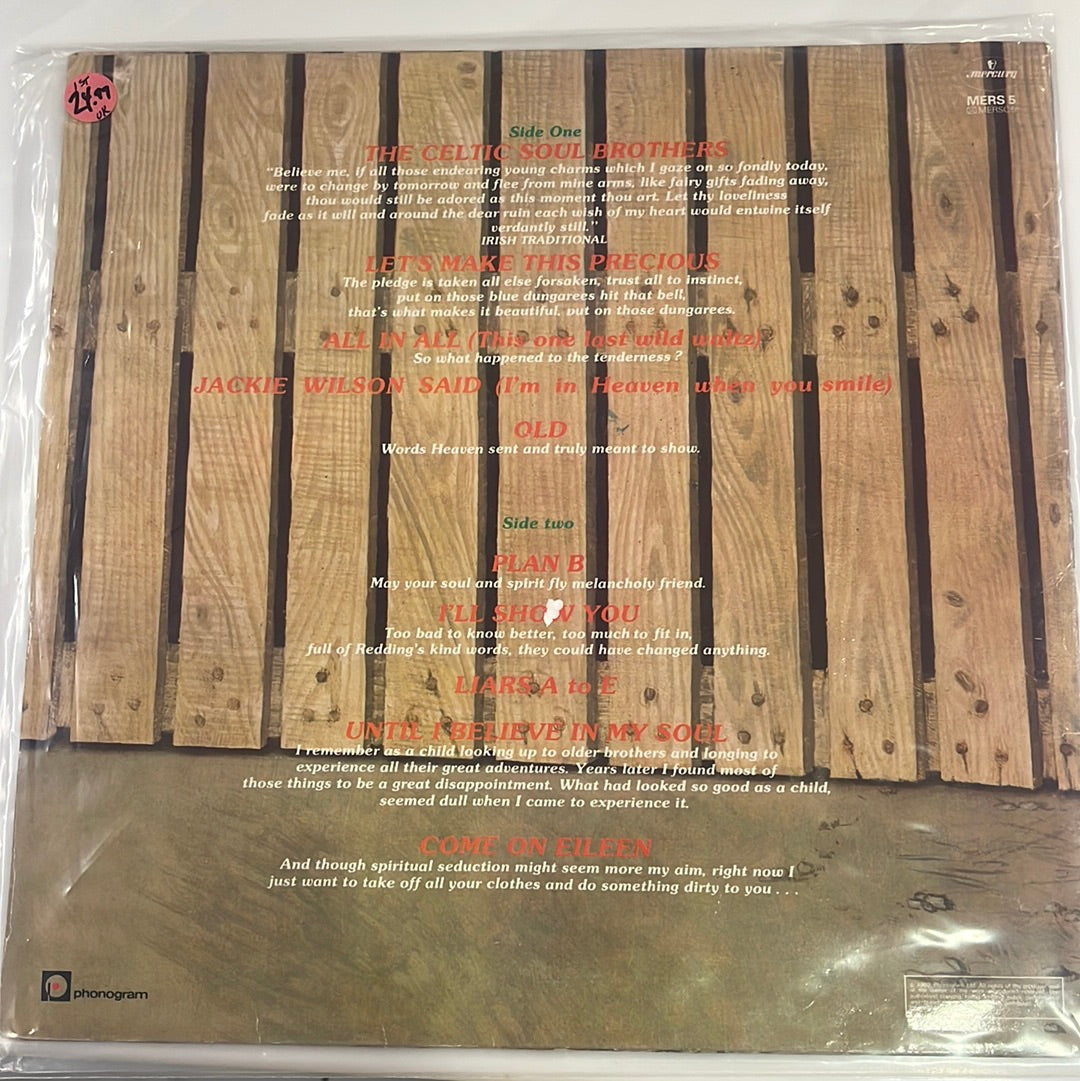 1ST
24.99
OK
mercury
MERS 5
Side One
THE CELTIC SOUL BROTHERS
"Believe me, if all those endearing young charms which I gaze on so fondly today,
were to change by tomorrow and flee from mine arms, like fairy gifts fading away,
thou would still be adored as this moment thou art. Let thy loveliness
fade as it will and around the dear ruin each wish of my heart would entwine itself
verdantly still."
IRISH TRADITIONAL
LET'S MAKE THIS PRECIOUS
The pledge is taken all else forsaken, trust all to instinct,
put on those blue dungarees hit that bell,
that's what makes it beautiful, put on those dungarees.
ALL IN ALL (This one last wild waltz)
So what happened to the tenderness?
JACKIE WILSON SAID (I'm in Heaven when you smile)
OLD
Words Heaven sent and truly meant to show.
Side two
PLAN B
May your soul and spirit fly melancholy friend.
I'LL SHOW YOU
Too bad to know better, too much to fit in,
full of Redding's kind words, they could have changed anything.
LIARS A to E
UNTIL I BELIEVE IN MY SOUL
I remember as a child looking up to older brothers and longing to
experience all their great adventures. Years later I found most of
those things to be a great disappointment. What had looked so good as a child,
seemed dull when I came to experience it.
COME ON EILEEN
And though spiritual seduction might seem more my aim, right now I
just want to take off all your clothes and do something dirty to you . . .
phonogram